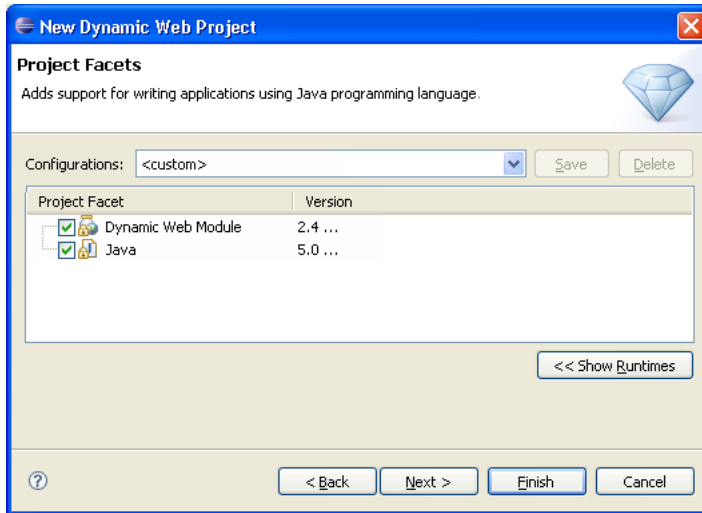 New Dynamic Web Project
Project Facets
Adds support for writing applications using Java programming language.
Configurations: <custom> Save Delete
Project Facet Version
Dynamic Web Module 2.4 ...
Java 5.0 ...
<< Show Runtimes
? < Back Next > Finish Cancel